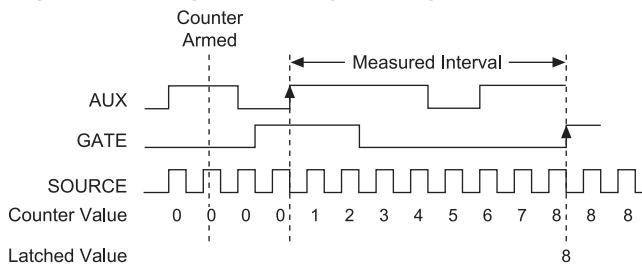 Counter
Armed
Measured Interval
AUX
GATE
SOURCE
Counter Value 0 0 0 0 1 2 3 4 5 6 7 8 8 8
Latched Value 8